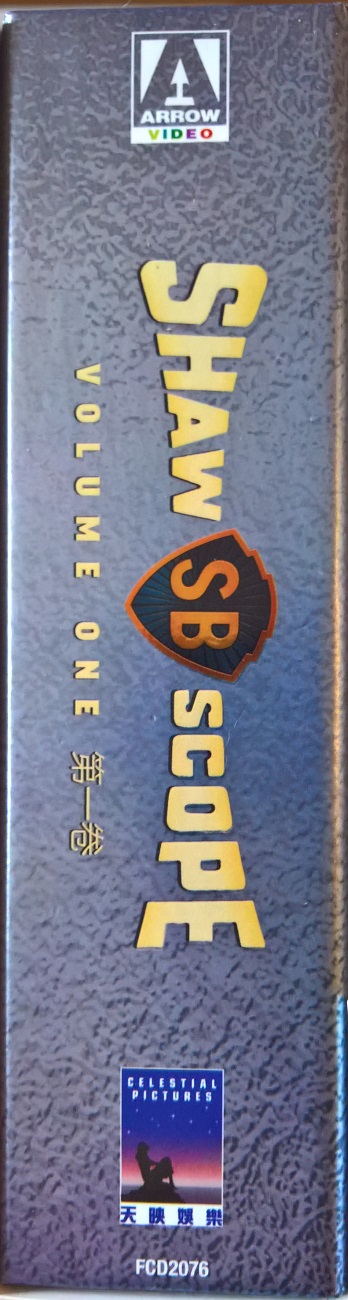 ARROW
VIDEO
SHAW SB SCOPE
VOLUME ONE 第一卷
CELESTIAL
PICTURES
天映娛樂
FCD2076